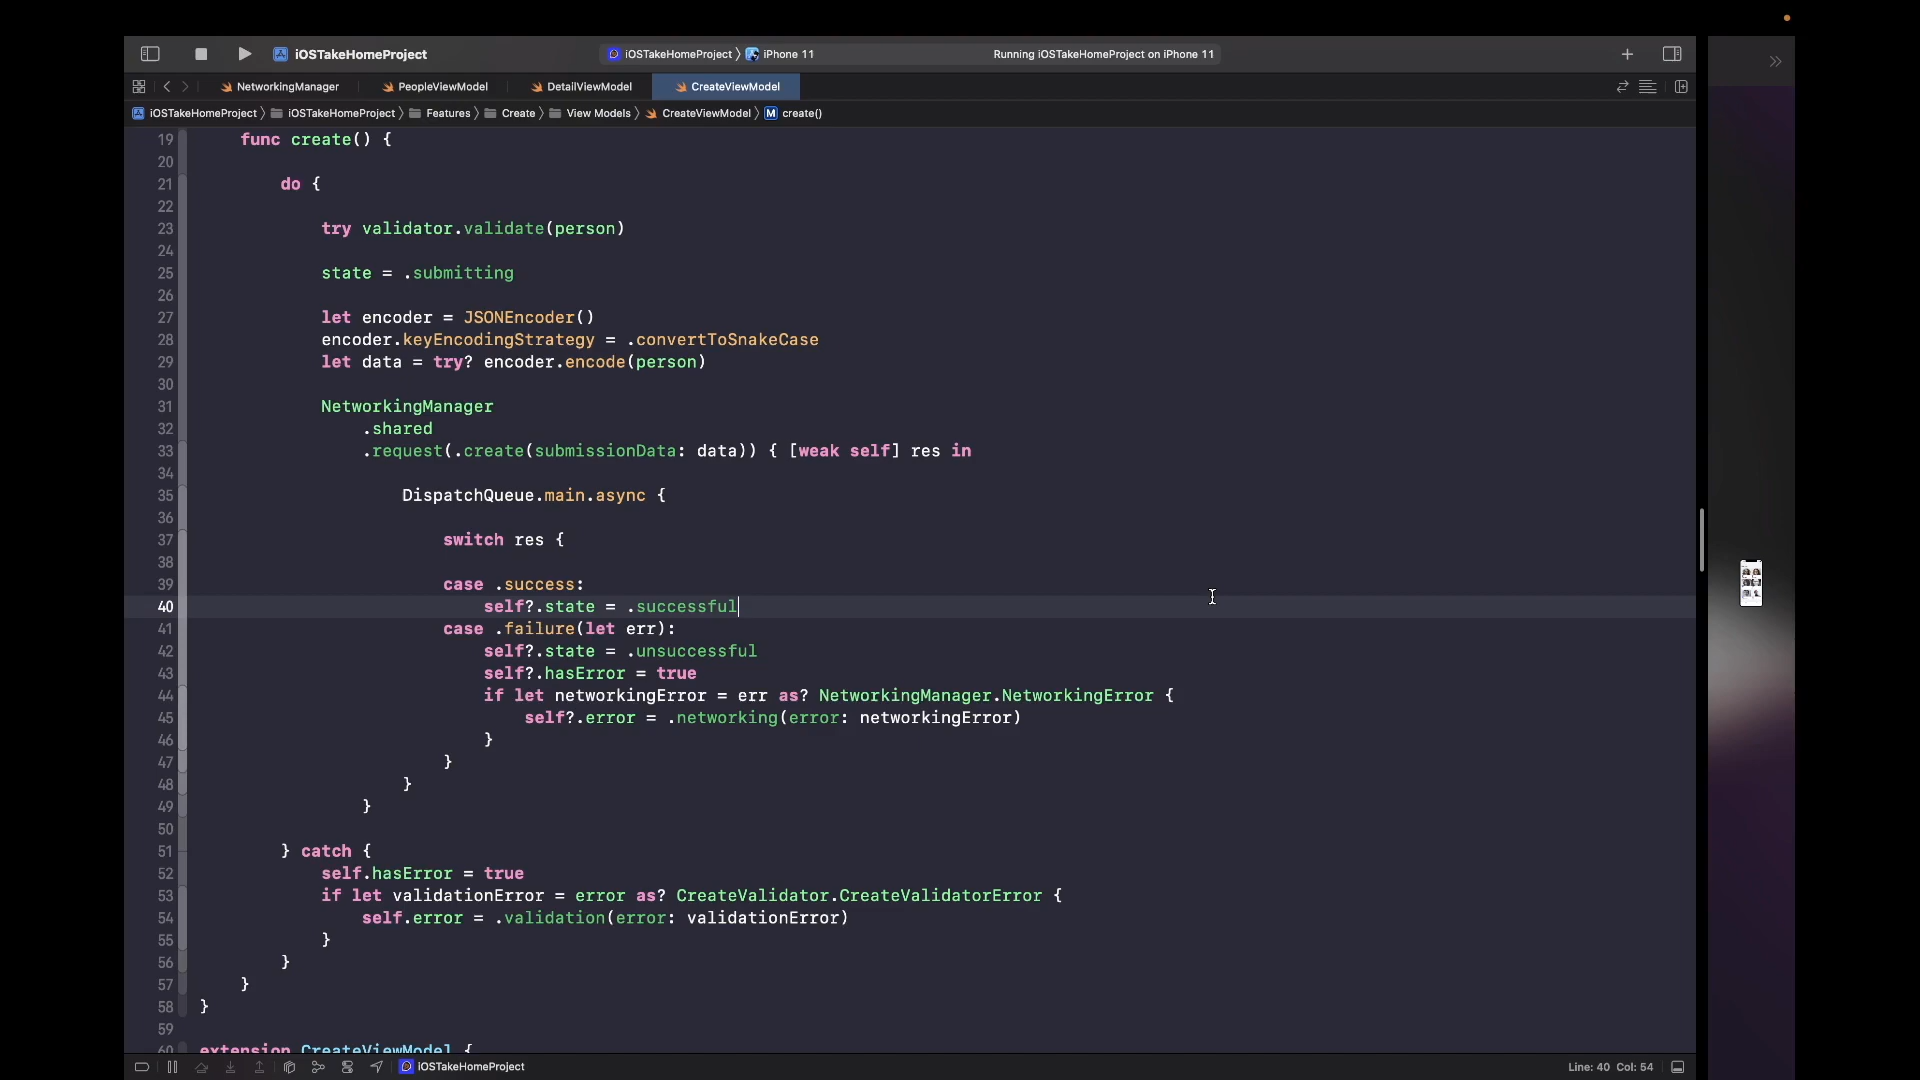 iOSTakeHomeProject
iOSTakeHomeProject 〉 iPhone 11
Running iOSTakeHomeProject on iPhone 11
NetworkingManager
PeopleViewModel
DetailViewModel
CreateViewModel
iOSTakeHomeProject 〉 iOSTakeHomeProject 〉 Features 〉 Create 〉 View Models 〉 CreateViewModel 〉 M create()
19 func create() {
20
21 do {
22
23 try validator.validate(person)
24
25 state = .submitting
26
27 let encoder = JSONEncoder()
28 encoder.keyEncodingStrategy = .convertToSnakeCase
29 let data = try? encoder.encode(person)
30
31 NetworkingManager
32 .shared
33 .request(.create(submissionData: data)) { [weak self] res in
34
35 DispatchQueue.main.async {
36
37 switch res {
38
39 case .success:
40 self?.state = .successful
41 case .failure(let err):
42 self?.state = .unsuccessful
43 self?.hasError = true
44 if let networkingError = err as? NetworkingManager.NetworkingError {
45 self?.error = .networking(error: networkingError)
46 }
47 }
48 }
49 }
50
51 } catch {
52 self.hasError = true
53 if let validationError = error as? CreateValidator.CreateValidatorError {
54 self.error = .validation(error: validationError)
55 }
56 }
57 }
58 }
59
60 extension CreateViewModel {
iOSTakeHomeProject
Line: 40 Col: 54